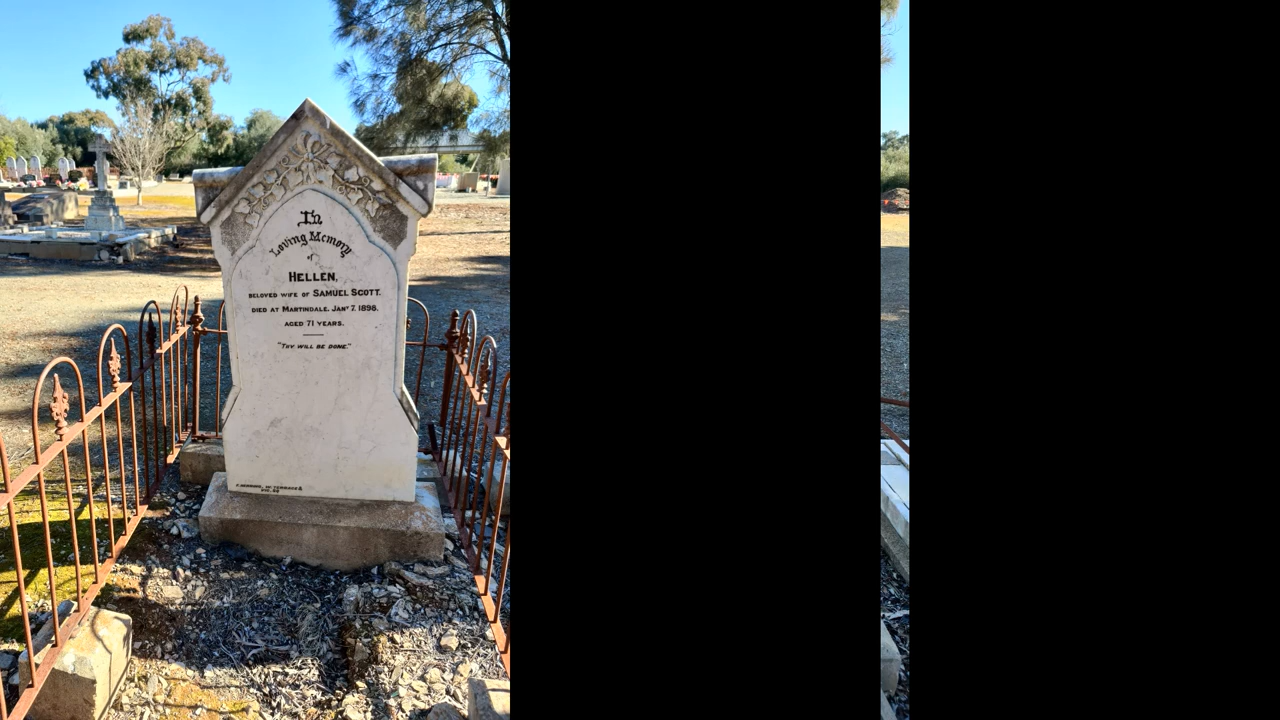 In
Loving Memory
of
HELLEN,
BELOVED WIFE OF SAMUEL SCOTT.
DIED AT MARTINDALE, JANY 7, 1898.
AGED 71 YEARS.
"THY WILL BE DONE."